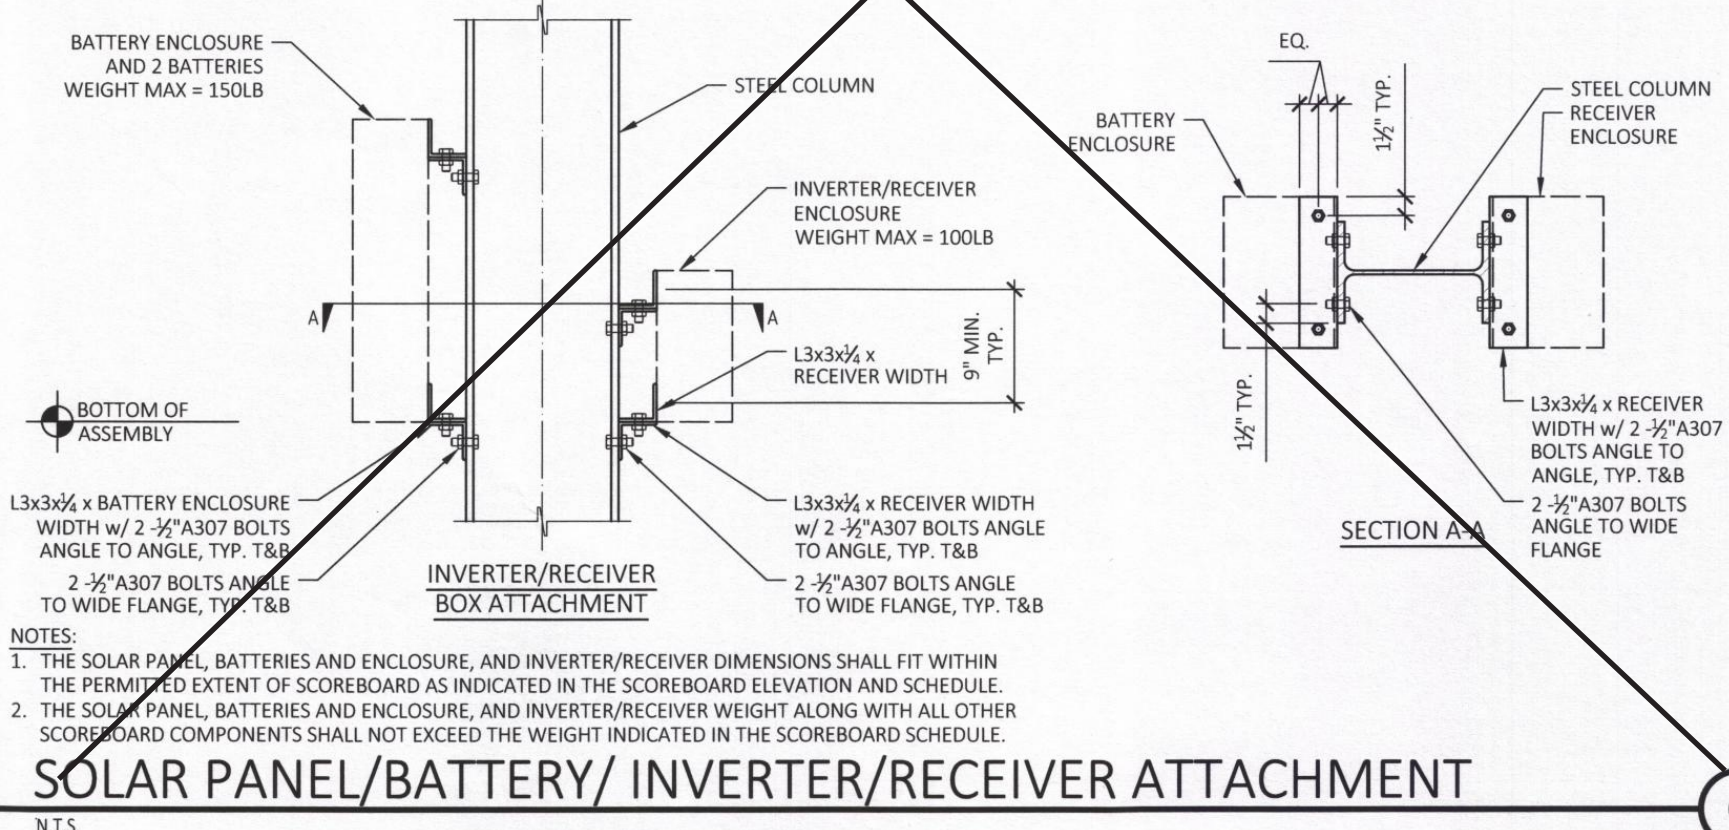 BATTERY ENCLOSURE
AND 2 BATTERIES
WEIGHT MAX = 150LB
STEEL COLUMN
INVERTER/RECEIVER
ENCLOSURE
WEIGHT MAX = 100LB
A
A
9" MIN.
TYP.
L3x3x¼ x
RECEIVER WIDTH
BOTTOM OF
ASSEMBLY
L3x3x¼ x BATTERY ENCLOSURE
WIDTH w/ 2 -½"A307 BOLTS
ANGLE TO ANGLE, TYP. T&B
2 -½"A307 BOLTS ANGLE
TO WIDE FLANGE, TYP. T&B
L3x3x¼ x RECEIVER WIDTH
w/ 2 -½"A307 BOLTS ANGLE
TO ANGLE, TYP. T&B
2 -½"A307 BOLTS ANGLE
TO WIDE FLANGE, TYP. T&B
INVERTER/RECEIVER
BOX ATTACHMENT
EQ.
1½" TYP.
BATTERY
ENCLOSURE
STEEL COLUMN
RECEIVER
ENCLOSURE
1½" TYP.
L3x3x¼ x RECEIVER
WIDTH w/ 2 -½"A307
BOLTS ANGLE TO
ANGLE, TYP. T&B
2 -½"A307 BOLTS
ANGLE TO WIDE
FLANGE
SECTION A-A
NOTES:
1. THE SOLAR PANEL, BATTERIES AND ENCLOSURE, AND INVERTER/RECEIVER DIMENSIONS SHALL FIT WITHIN
THE PERMITTED EXTENT OF SCOREBOARD AS INDICATED IN THE SCOREBOARD ELEVATION AND SCHEDULE.
2. THE SOLAR PANEL, BATTERIES AND ENCLOSURE, AND INVERTER/RECEIVER WEIGHT ALONG WITH ALL OTHER
SCOREBOARD COMPONENTS SHALL NOT EXCEED THE WEIGHT INDICATED IN THE SCOREBOARD SCHEDULE.
SOLAR PANEL/BATTERY/ INVERTER/RECEIVER ATTACHMENT
N.T.S.